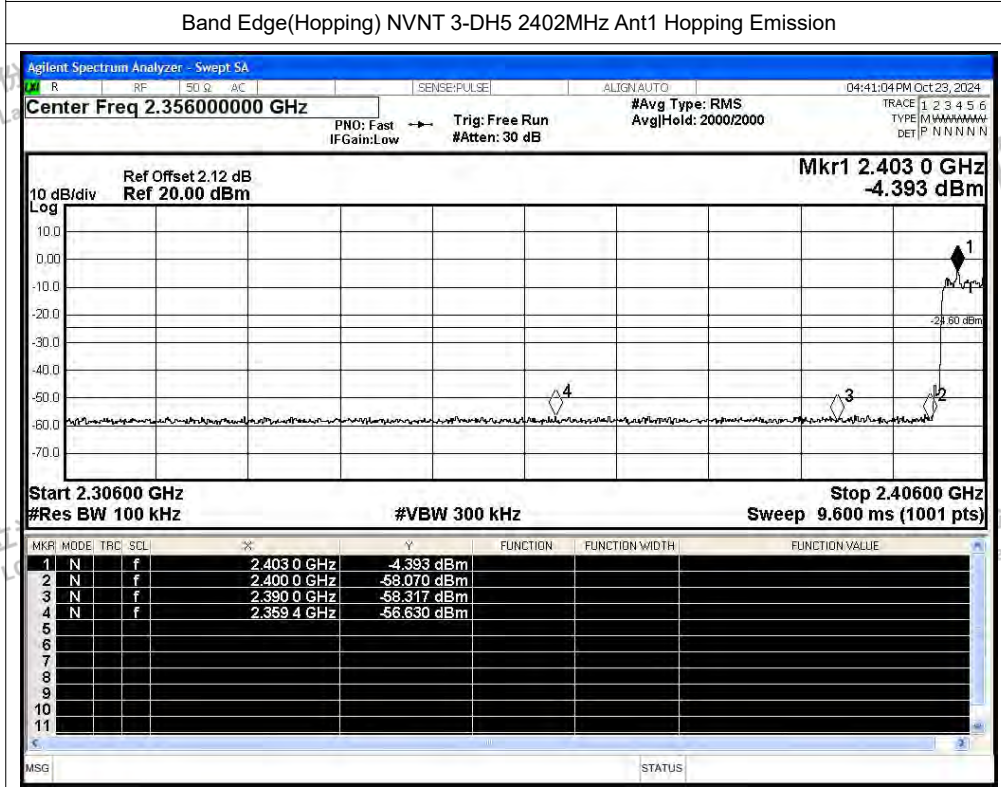 Band Edge(Hopping) NVNT 3-DH5 2402MHz Ant1 Hopping Emission
Agilent Spectrum Analyzer - Swept SA
R RF 50 Ω AC SENSE:PULSE ALIGN AUTO 04:41:04 PM Oct 23, 2024
Center Freq 2.356000000 GHz #Avg Type: RMS TRACE 1 2 3 4 5 6
PNO: Fast Trig: Free Run Avg|Hold: 2000/2000 TYPE M WWWWW
IFGain:Low #Atten: 30 dB DET P N N N N N
Mkr1 2.403 0 GHz
Ref Offset 2.12 dB
10 dB/div Ref 20.00 dBm -4.393 dBm
Log
10.0
1
0.00
-10.0
-20.0
-24.60 dBm
-30.0
-40.0
4
3
2
-50.0
-60.0
-70.0
Start 2.30600 GHz Stop 2.40600 GHz
#Res BW 100 kHz #VBW 300 kHz Sweep 9.600 ms (1001 pts)
MKR MODE TRC SCL X Y FUNCTION FUNCTION WIDTH FUNCTION VALUE
1 N f 2.403 0 GHz -4.393 dBm
2 N f 2.400 0 GHz -58.070 dBm
3 N f 2.390 0 GHz -58.317 dBm
4 N f 2.359 4 GHz -56.630 dBm
5
6
7
8
9
10
11
MSG STATUS